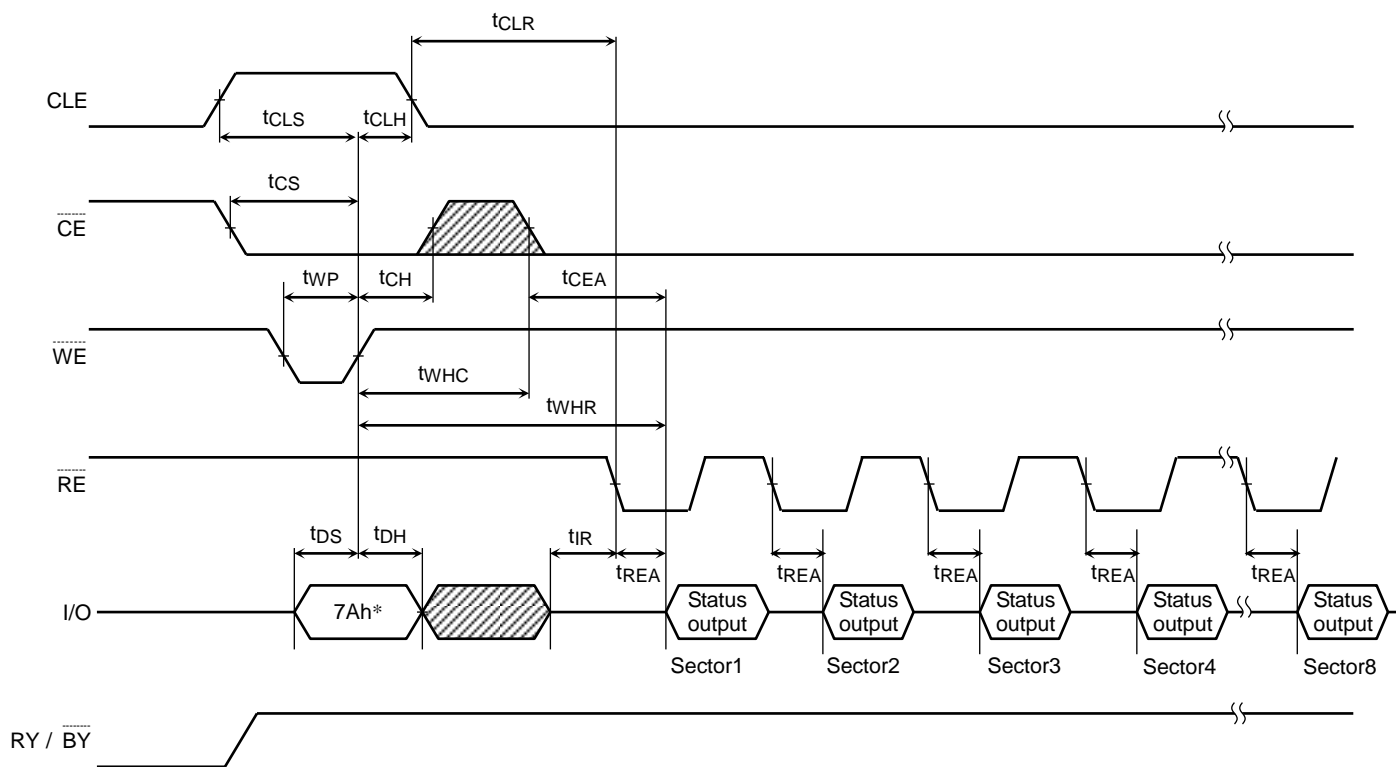 tCLR
CLE
tCLS
tCLH
tCS
CE
tWP
tCH
tCEA
WE
tWHC
tWHR
RE
tDS
tDH
tIR
tREA
tREA
tREA
tREA
tREA
I/O
7Ah*
Status output
Status output
Status output
Status output
Status output
Sector1
Sector2
Sector3
Sector4
Sector8
RY / BY